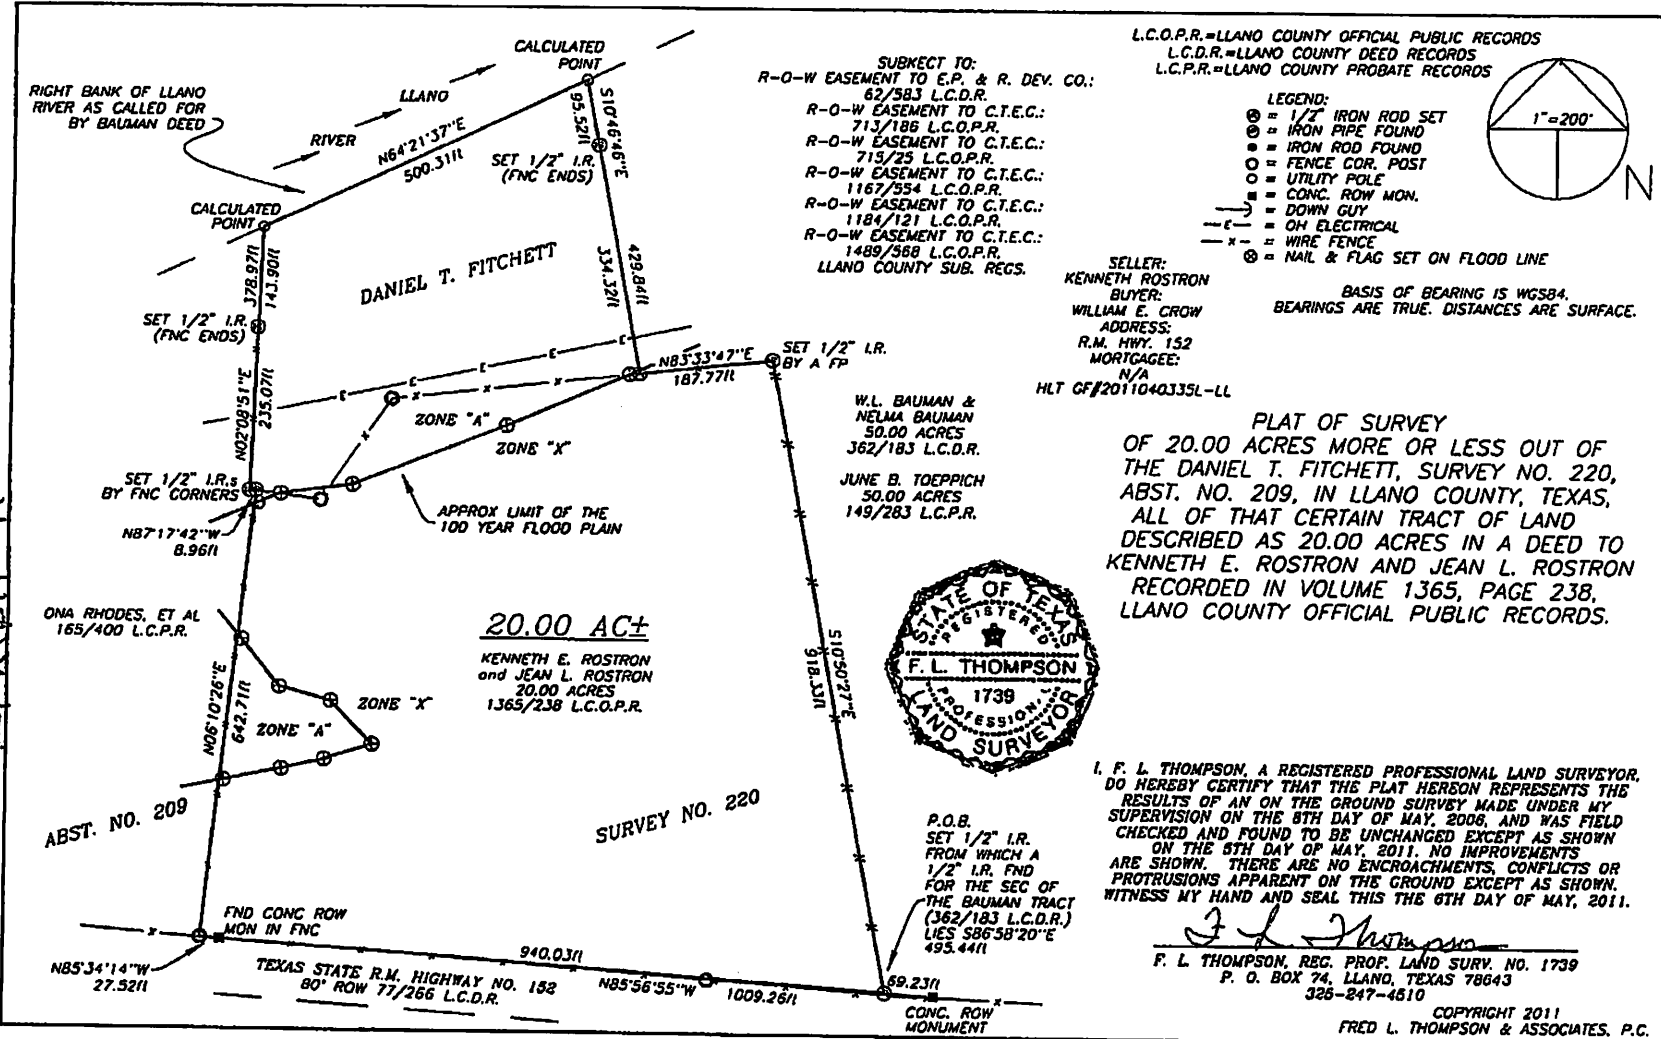 CALCULATED
POINT
RIGHT BANK OF LLANO
RIVER AS CALLED FOR
BY BAUMAN DEED
LLANO
RIVER
N64°21'37"E
500.31ft
S10°46'46"E
95.52ft
SET 1/2" I.R.
(FNC ENDS)
CALCULATED
POINT
378.97ft
143.90ft
DANIEL T. FITCHETT
429.84ft
334.32ft
SET 1/2" I.R.
(FNC ENDS)
N02°08'51"E
235.07ft
N83°33'47"E
187.77ft
SET 1/2" I.R.
BY A FP
ZONE "A"
ZONE "X"
SET 1/2" I.R.s
BY FNC CORNERS
N87°17'42"W
8.96ft
APPROX LIMIT OF THE
100 YEAR FLOOD PLAIN
W.L. BAUMAN &
NELMA BAUMAN
50.00 ACRES
362/183 L.C.D.R.
JUNE B. TOEPPICH
50.00 ACRES
149/283 L.C.P.R.
ONA RHODES, ET AL
165/400 L.C.P.R.
20.00 AC±
KENNETH E. ROSTRON
and JEAN L. ROSTRON
20.00 ACRES
1365/238 L.C.O.P.R.
N06°10'26"E
642.71ft
ZONE "X"
ZONE "A"
S10°50'27"E
918.33ft
ABST. NO. 209
SURVEY NO. 220
P.O.B.
SET 1/2" I.R.
FROM WHICH A
1/2" I.R. FND
FOR THE SEC OF
THE BAUMAN TRACT
(362/183 L.C.D.R.)
LIES S86°58'20"E
495.44ft
FND CONC ROW
MON IN FNC
N85°34'14"W
27.52ft
940.03ft
TEXAS STATE R.M. HIGHWAY NO. 152
80' ROW 77/266 L.C.D.R.
N85°56'55"W
1009.26ft
69.23ft
CONC. ROW
MONUMENT
SUBKECT TO:
R-O-W EASEMENT TO E.P. & R. DEV. CO.:
62/583 L.C.D.R.
R-O-W EASEMENT TO C.T.E.C.:
713/186 L.C.O.P.R.
R-O-W EASEMENT TO C.T.E.C.:
715/25 L.C.O.P.R.
R-O-W EASEMENT TO C.T.E.C.:
1167/554 L.C.O.P.R.
R-O-W EASEMENT TO C.T.E.C.:
1184/121 L.C.O.P.R.
R-O-W EASEMENT TO C.T.E.C.:
1489/568 L.C.O.P.R.
LLANO COUNTY SUB. REGS.
L.C.O.P.R.=LLANO COUNTY OFFICIAL PUBLIC RECORDS
L.C.D.R.=LLANO COUNTY DEED RECORDS
L.C.P.R.=LLANO COUNTY PROBATE RECORDS
LEGEND:
= 1/2" IRON ROD SET
= IRON PIPE FOUND
= IRON ROD FOUND
= FENCE COR. POST
= UTILITY POLE
= CONC. ROW MON.
= DOWN GUY
E = OH ELECTRICAL
x = WIRE FENCE
= NAIL & FLAG SET ON FLOOD LINE
1"=200'
N
BASIS OF BEARING IS WGS84.
BEARINGS ARE TRUE. DISTANCES ARE SURFACE.
SELLER:
KENNETH ROSTRON
BUYER:
WILLIAM E. CROW
ADDRESS:
R.M. HWY. 152
MORTGAGEE:
N/A
HLT GF#2011040335L-LL
PLAT OF SURVEY
OF 20.00 ACRES MORE OR LESS OUT OF
THE DANIEL T. FITCHETT, SURVEY NO. 220,
ABST. NO. 209, IN LLANO COUNTY, TEXAS,
ALL OF THAT CERTAIN TRACT OF LAND
DESCRIBED AS 20.00 ACRES IN A DEED TO
KENNETH E. ROSTRON AND JEAN L. ROSTRON
RECORDED IN VOLUME 1365, PAGE 238,
LLANO COUNTY OFFICIAL PUBLIC RECORDS.
STATE OF TEXAS
REGISTERED
F. L. THOMPSON
1739
PROFESSIONAL
LAND SURVEYOR
I, F. L. THOMPSON, A REGISTERED PROFESSIONAL LAND SURVEYOR,
DO HEREBY CERTIFY THAT THE PLAT HEREON REPRESENTS THE
RESULTS OF AN ON THE GROUND SURVEY MADE UNDER MY
SUPERVISION ON THE 8TH DAY OF MAY, 2006, AND WAS FIELD
CHECKED AND FOUND TO BE UNCHANGED EXCEPT AS SHOWN
ON THE 5TH DAY OF MAY, 2011. NO IMPROVEMENTS
ARE SHOWN. THERE ARE NO ENCROACHMENTS, CONFLICTS OR
PROTRUSIONS APPARENT ON THE GROUND EXCEPT AS SHOWN.
WITNESS MY HAND AND SEAL THIS THE 6TH DAY OF MAY, 2011.
F L Thompson
F. L. THOMPSON, REG. PROF. LAND SURV. NO. 1739
P. O. BOX 74, LLANO, TEXAS 78643
325-247-4510
COPYRIGHT 2011
FRED L. THOMPSON & ASSOCIATES, P.C.